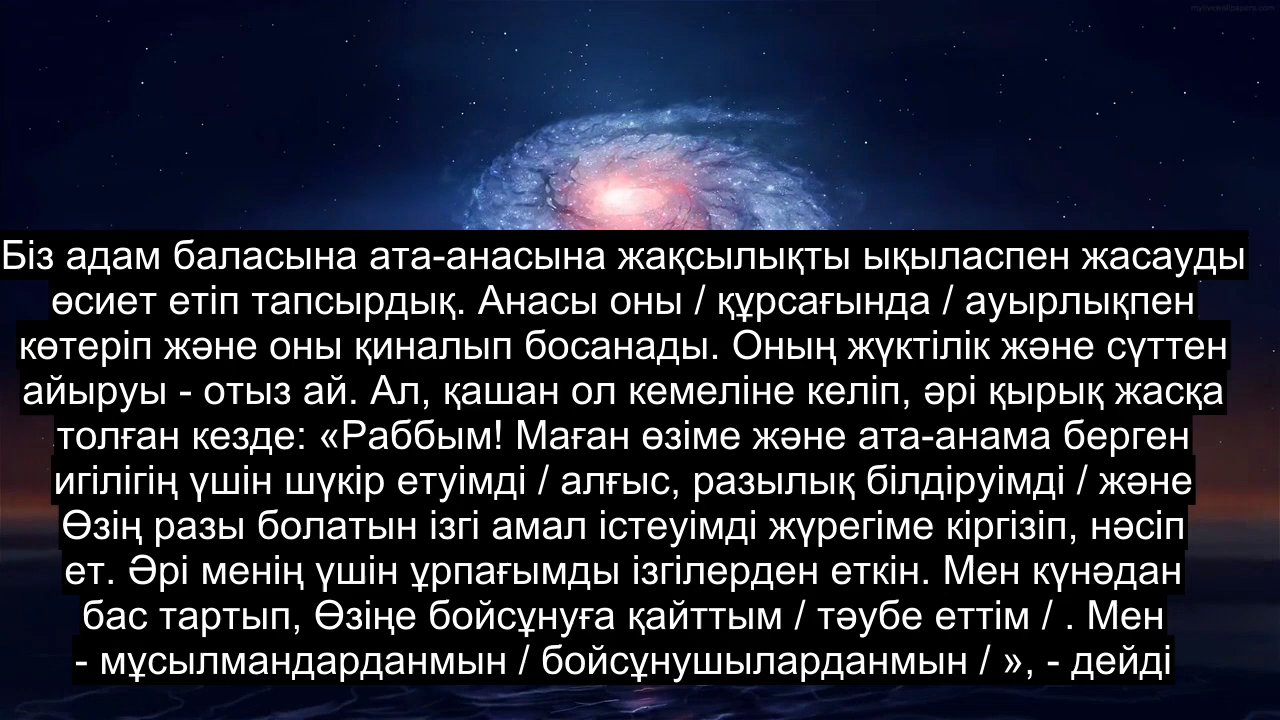 Біз адам баласына ата-анасына жақсылықты ықыласпен жасауды
өсиет етіп тапсырдық. Анасы оны / құрсағында / ауырлықпен
көтеріп және оны қиналып босанады. Оның жүктілік және сүттен
айыруы - отыз ай. Ал, қашан ол кемеліне келіп, әрі қырық жасқа
толған кезде: «Раббым! Маған өзіме және ата-анама берген
игілігің үшін шүкір етуімді / алғыс, разылық білдіруімді / және
Өзің разы болатын ізгі амал істеуімді жүрегіме кіргізіп, нәсіп
ет. Әрі менің үшін ұрпағымды ізгілерден еткін. Мен күнәдан
бас тартып, Өзіңе бойсұнуға қайттым / тәубе еттім / . Мен
- мұсылмандарданмын / бойсұнушыларданмын / », - дейді